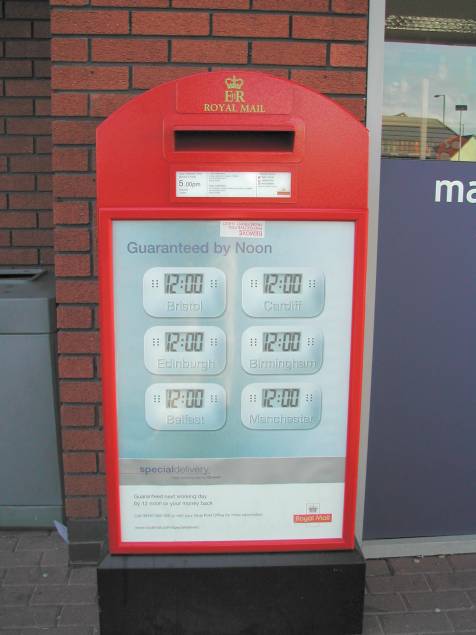 E II R
ROYAL MAIL
5:00pm
REMOVE
Guaranteed by Noon
12:00 12:00
Bristol Cardiff
12:00 12:00
Edinburgh Birmingham
12:00 12:00
Belfast Manchester
specialdelivery
Guaranteed next working day
by 12 noon or your money back
Royal Mail
ma